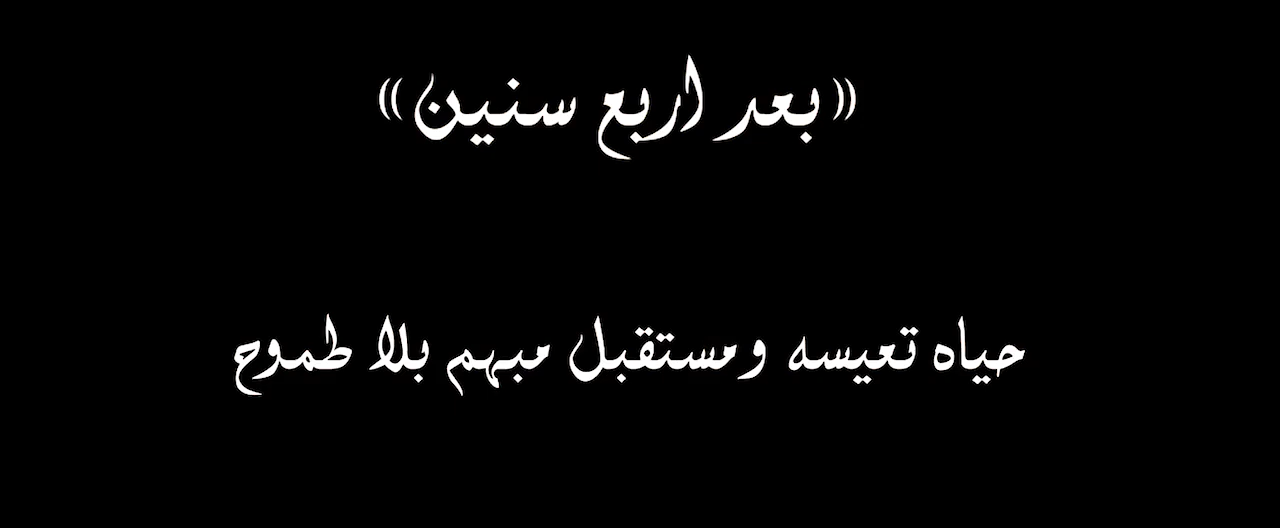 ((بعد اربع سنين))
حياه تعيسه ومستقبل مبهم بلا طموح